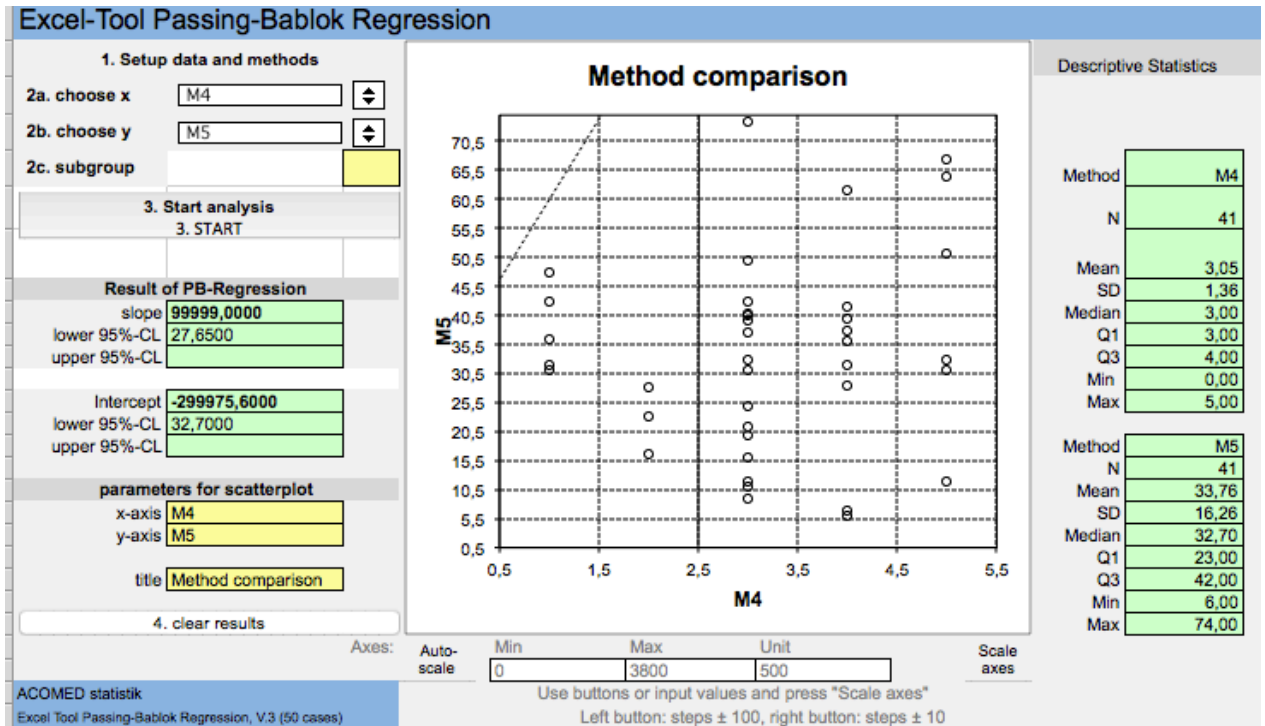 Excel-Tool Passing-Bablok Regression
1. Setup data and methods
2a. choose x M4
2b. choose y M5
2c. subgroup
3. Start analysis
3. START
Result of PB-Regression
slope 99999,0000
lower 95%-CL 27,6500
upper 95%-CL
Intercept -299975,6000
lower 95%-CL 32,7000
upper 95%-CL
parameters for scatterplot
x-axis M4
y-axis M5
title Method comparison
4. clear results
ACOMED statistik
Excel Tool Passing-Bablok Regression, V.3 (50 cases)
Method comparison
M5
70,5
65,5
60,5
55,5
50,5
45,5
40,5
35,5
30,5
25,5
20,5
15,5
10,5
5,5
0,5
0,5 1,5 2,5 3,5 4,5 5,5
M4
Axes: Auto-scale Min Max Unit Scale axes
0 3800 500
Use buttons or input values and press "Scale axes"
Left button: steps ± 100, right button: steps ± 10
Descriptive Statistics
Method M4
N 41
Mean 3,05
SD 1,36
Median 3,00
Q1 3,00
Q3 4,00
Min 0,00
Max 5,00
Method M5
N 41
Mean 33,76
SD 16,26
Median 32,70
Q1 23,00
Q3 42,00
Min 6,00
Max 74,00